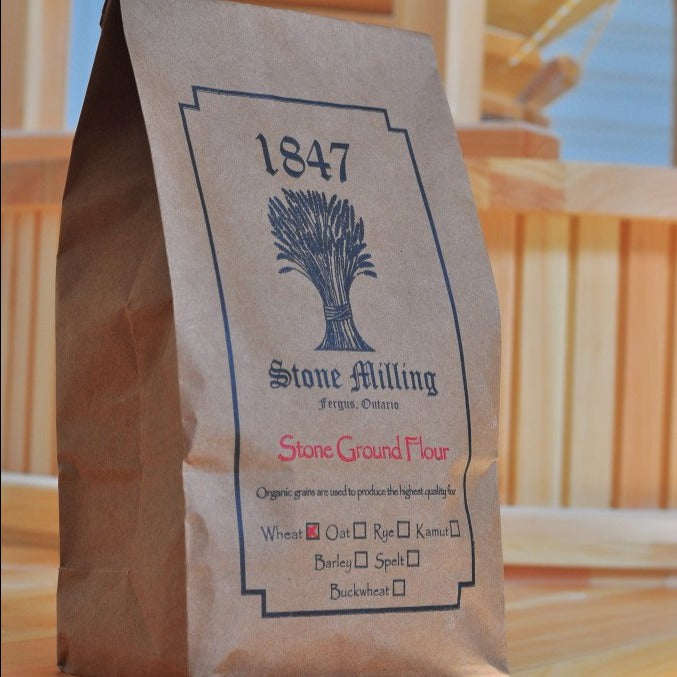 1847
Stone Milling
Fergus, Ontario
Stone Ground Flour
Organic grains are used to produce the highest quality for
Wheat Oat Rye Kamut
Barley Spelt
Buckwheat